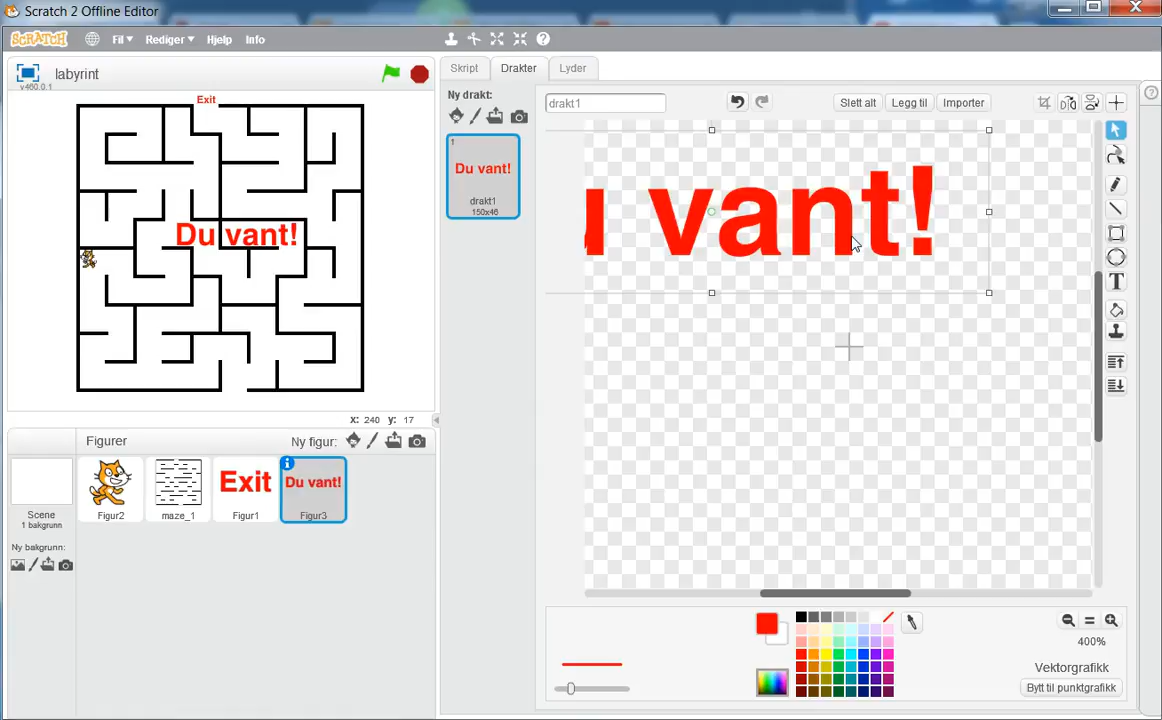 Scratch 2 Offline Editor
SCRATCH Fil Rediger Hjelp Info
labyrint
v460.0.1
Exit
Du vant!
x: 240 y: 17
Skript Drakter Lyder
Ny drakt:
1
Du vant!
drakt1
150x46
drakt1
Slett alt Legg til Importer
u vant!
Figurer Ny figur:
Scene
1 bakgrunn
Ny bakgrunn:
Figur2
maze_1
Exit
Figur1
Du vant!
Figur3
400%
Vektorgrafikk
Bytt til punktgrafikk